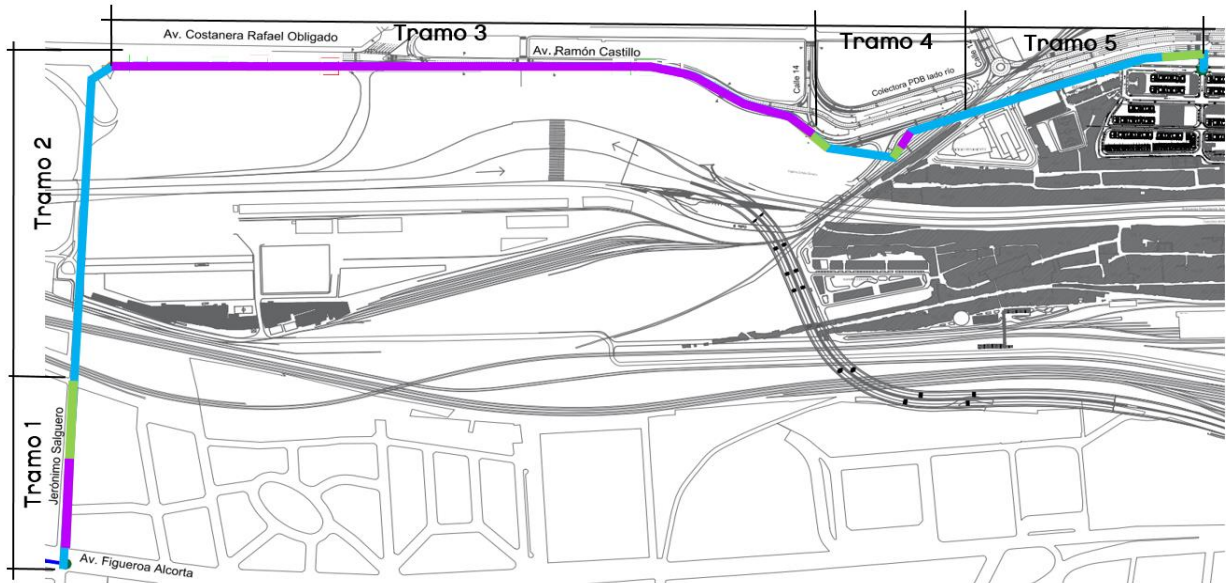 Av. Costanera Rafael Obligado
Tramo 3
Av. Ramón Castillo
Tramo 4
Tramo 5
Calle 14
Colectora PDB lado río
Tramo 2
Tramo 1
Jerónimo Salguero
Av. Figueroa Alcorta